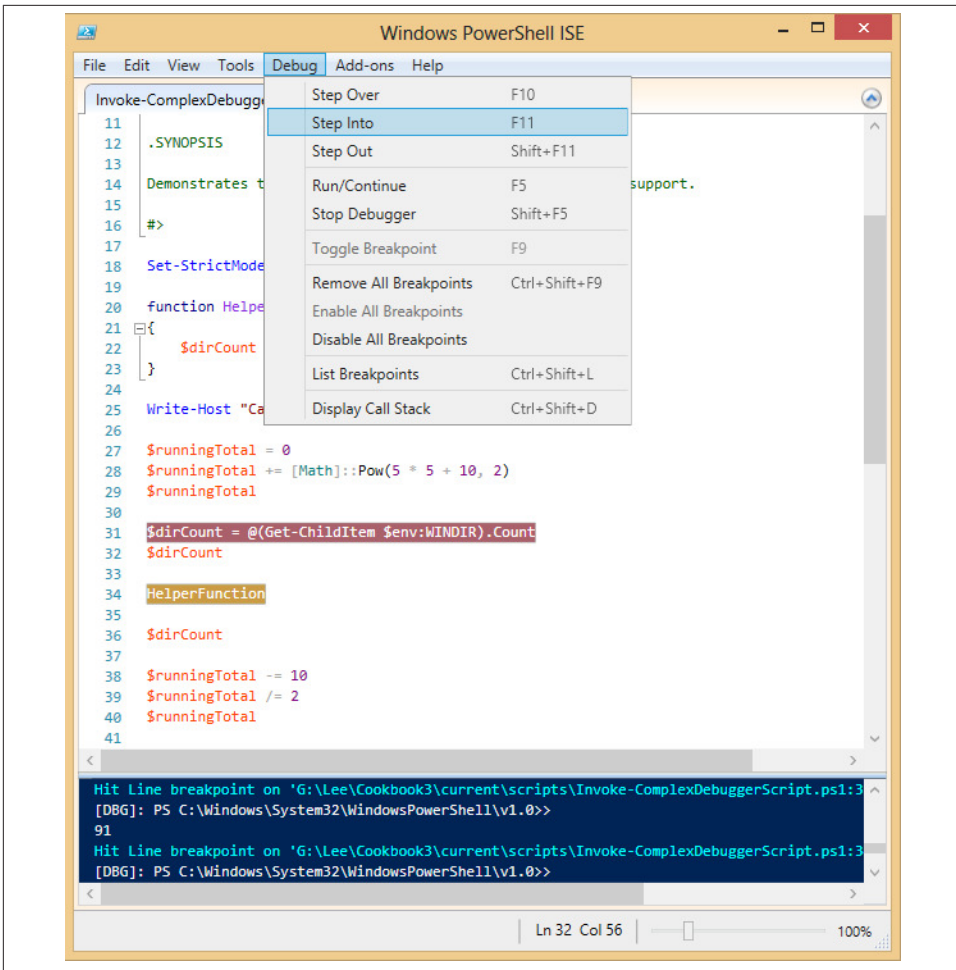 Windows PowerShell ISE
File Edit View Tools Debug Add-ons Help
Invoke-ComplexDebugge
Step Over F10
Step Into F11
Step Out Shift+F11
Run/Continue F5
Stop Debugger Shift+F5
Toggle Breakpoint F9
Remove All Breakpoints Ctrl+Shift+F9
Enable All Breakpoints
Disable All Breakpoints
List Breakpoints Ctrl+Shift+L
Display Call Stack Ctrl+Shift+D
11
12 .SYNOPSIS
13
14 Demonstrates t support.
15
16 #>
17
18 Set-StrictMode
19
20 function Helpe
21 {
22 $dirCount
23 }
24
25 Write-Host "Ca
26
27 $runningTotal = 0
28 $runningTotal += [Math]::Pow(5 * 5 + 10, 2)
29 $runningTotal
30
31 $dirCount = @(Get-ChildItem $env:WINDIR).Count
32 $dirCount
33
34 HelperFunction
35
36 $dirCount
37
38 $runningTotal -= 10
39 $runningTotal /= 2
40 $runningTotal
41
Hit Line breakpoint on 'G:\Lee\Cookbook3\current\scripts\Invoke-ComplexDebuggerScript.ps1:3
[DBG]: PS C:\Windows\System32\WindowsPowerShell\v1.0>>
91
Hit Line breakpoint on 'G:\Lee\Cookbook3\current\scripts\Invoke-ComplexDebuggerScript.ps1:3
[DBG]: PS C:\Windows\System32\WindowsPowerShell\v1.0>>
Ln 32 Col 56 100%